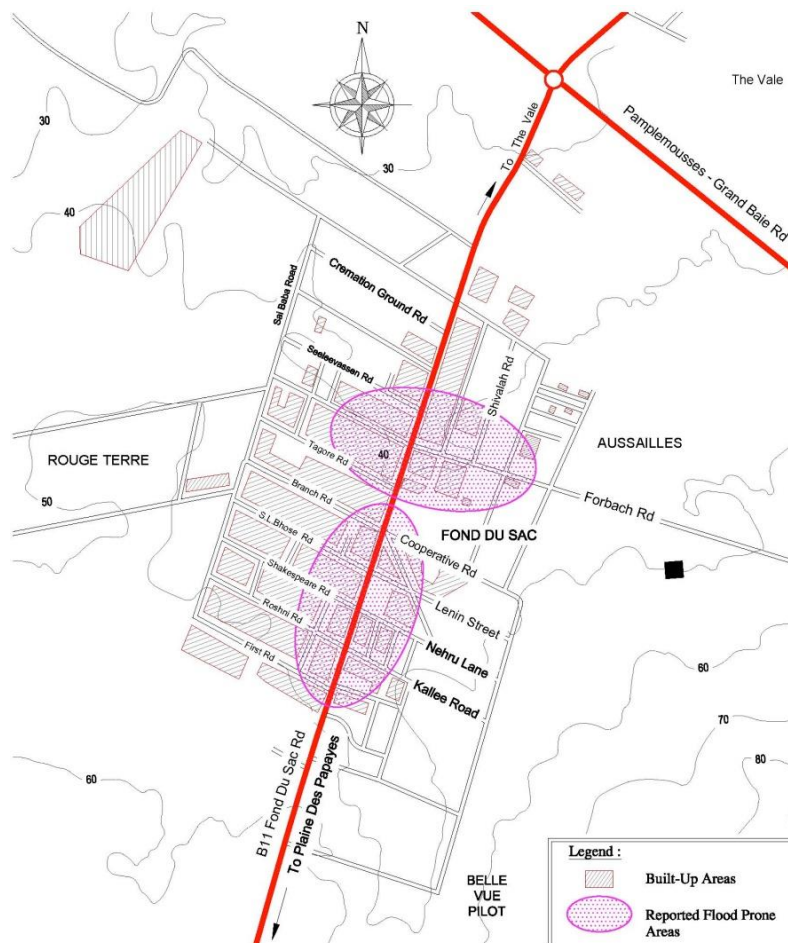 N
The Vale
To The Vale
Pamplemousses - Grand Baie Rd
30
30
40
Cremation Ground Rd
Sai Baba Road
Seeleevassen Rd
Shivalah Rd
AUSSAILLES
ROUGE TERRE
Tagore Rd
40
50
Branch Rd
Forbach Rd
FOND DU SAC
S.L.Bhose Rd
Cooperative Rd
Shakespeare Rd
Lenin Street
Roshni Rd
Nehru Lane
First Rd
Kallee Road
60
70
80
60
B11 Fond Du Sac Rd
To Plaine Des Papayes
BELLE
VUE
PILOT
Legend :
Built-Up Areas
Reported Flood Prone
Areas